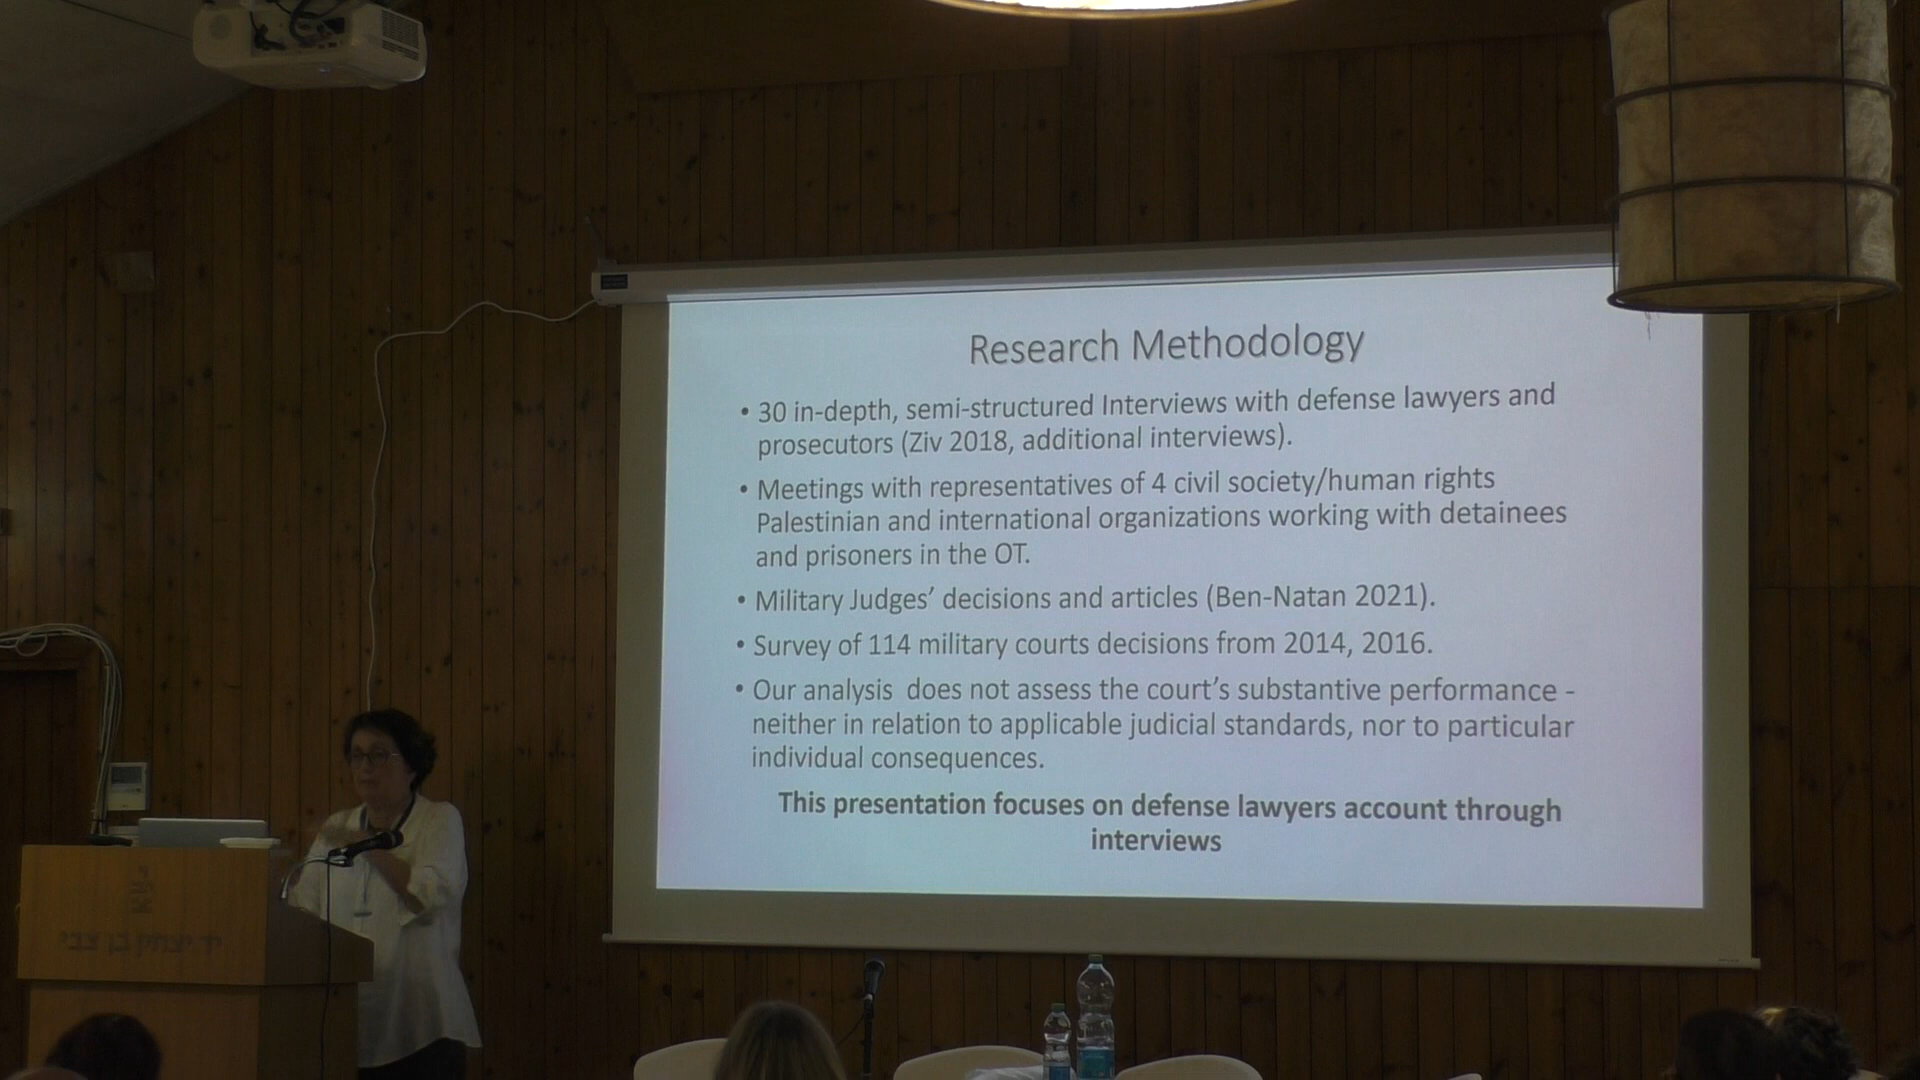 Research Methodology
• 30 in-depth, semi-structured Interviews with defense lawyers and
prosecutors (Ziv 2018, additional interviews).
• Meetings with representatives of 4 civil society/human rights
Palestinian and international organizations working with detainees
and prisoners in the OT.
• Military Judges’ decisions and articles (Ben-Natan 2021).
• Survey of 114 military courts decisions from 2014, 2016.
• Our analysis does not assess the court’s substantive performance -
neither in relation to applicable judicial standards, nor to particular
individual consequences.
This presentation focuses on defense lawyers account through
interviews
יד יצחק בן צבי